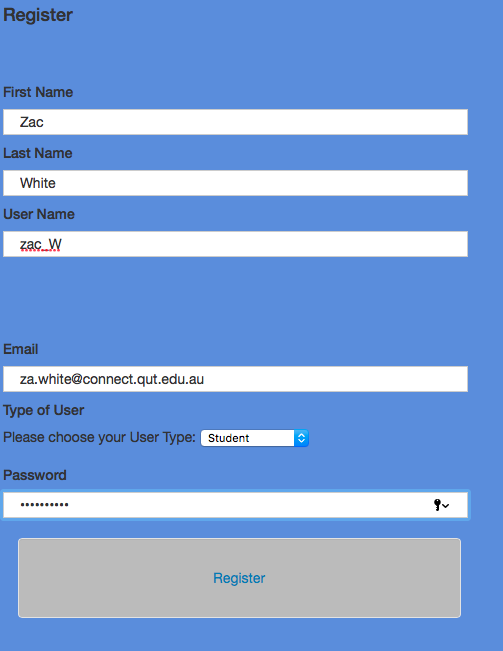 Register
First Name
Zac
Last Name
White
User Name
zac_W
Email
za.white@connect.qut.edu.au
Type of User
Please choose your User Type: Student
Password
••••••••••
Register